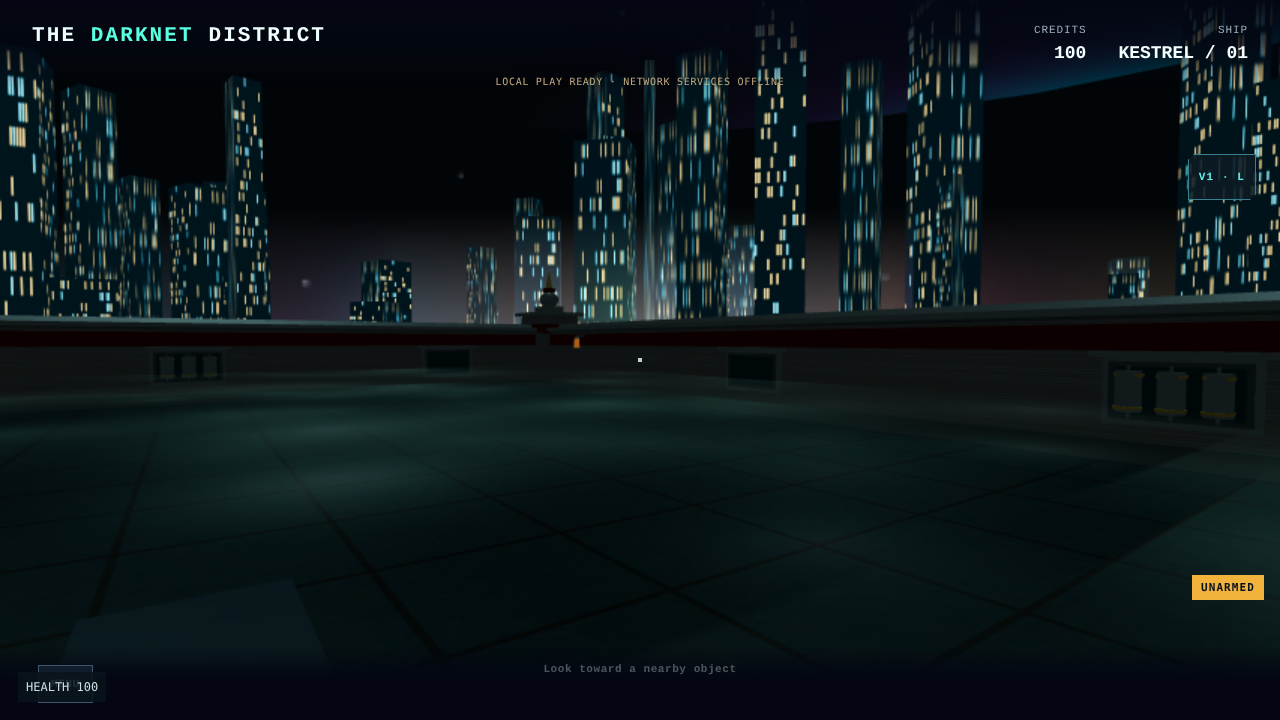 THE DARKNET DISTRICT
CREDITS
100
SHIP
KESTREL / 01
LOCAL PLAY READY · NETWORK SERVICES OFFLINE
V1 · L
UNARMED
Look toward a nearby object
HEALTH 100